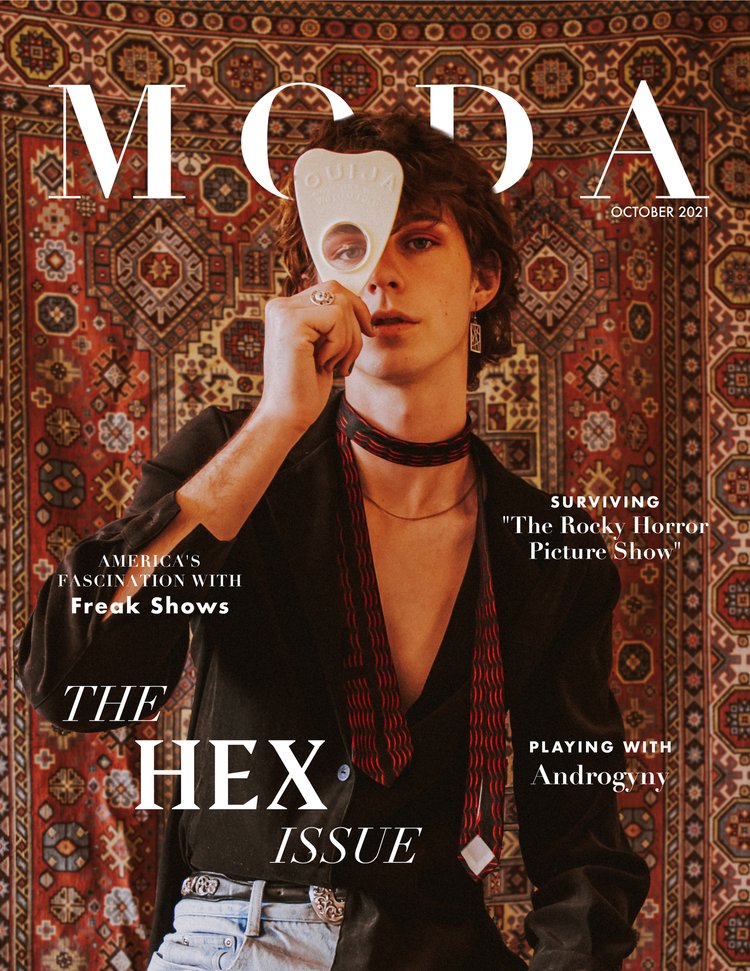 MODA
OCTOBER 2021
OUIJA
SURVIVING
"The Rocky Horror
Picture Show"
AMERICA'S
FASCINATION WITH
Freak Shows
THE
HEX
ISSUE
PLAYING WITH
Androgyny